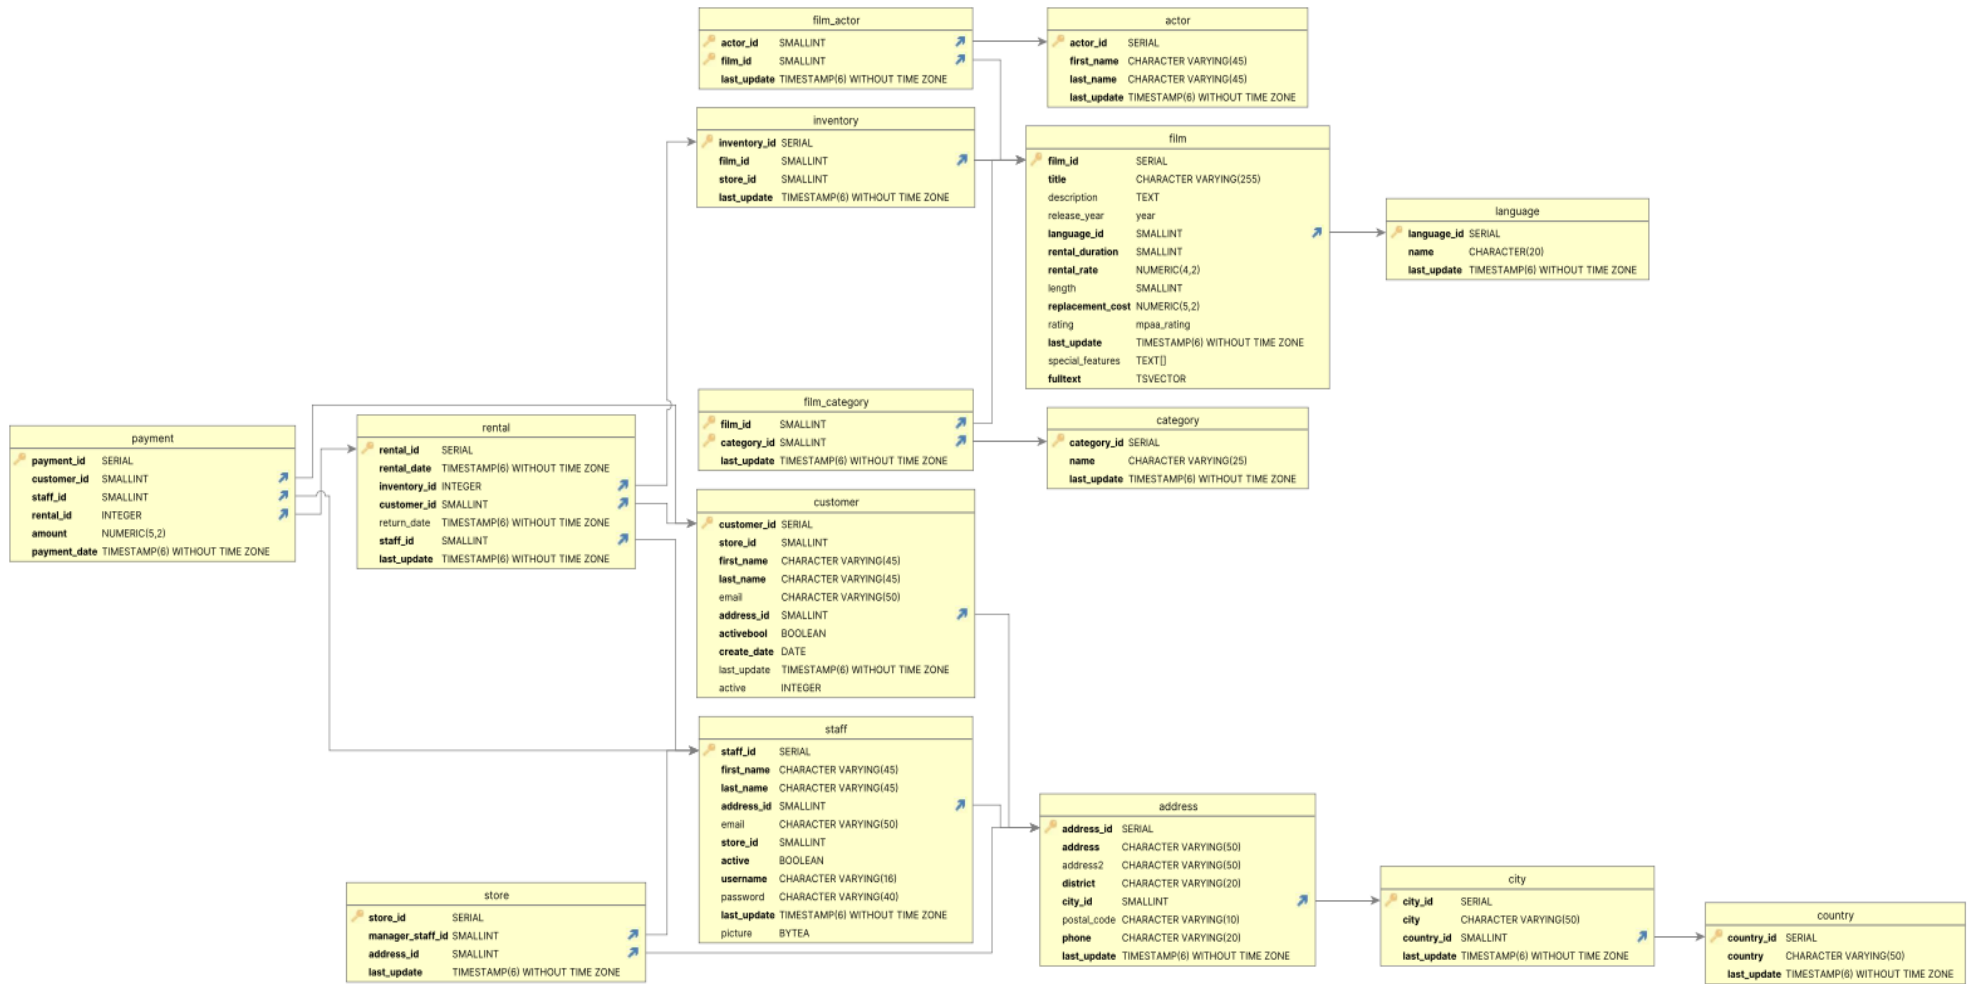 film_actor
actor_id SMALLINT
film_id SMALLINT
last_update TIMESTAMP(6) WITHOUT TIME ZONE
actor
actor_id SERIAL
first_name CHARACTER VARYING(45)
last_name CHARACTER VARYING(45)
last_update TIMESTAMP(6) WITHOUT TIME ZONE
inventory
inventory_id SERIAL
film_id SMALLINT
store_id SMALLINT
last_update TIMESTAMP(6) WITHOUT TIME ZONE
film
film_id SERIAL
title CHARACTER VARYING(255)
description TEXT
release_year year
language_id SMALLINT
rental_duration SMALLINT
rental_rate NUMERIC(4,2)
length SMALLINT
replacement_cost NUMERIC(5,2)
rating mpaa_rating
last_update TIMESTAMP(6) WITHOUT TIME ZONE
special_features TEXT[]
fulltext TSVECTOR
language
language_id SERIAL
name CHARACTER(20)
last_update TIMESTAMP(6) WITHOUT TIME ZONE
film_category
film_id SMALLINT
category_id SMALLINT
last_update TIMESTAMP(6) WITHOUT TIME ZONE
category
category_id SERIAL
name CHARACTER VARYING(25)
last_update TIMESTAMP(6) WITHOUT TIME ZONE
payment
payment_id SERIAL
customer_id SMALLINT
staff_id SMALLINT
rental_id INTEGER
amount NUMERIC(5,2)
payment_date TIMESTAMP(6) WITHOUT TIME ZONE
rental
rental_id SERIAL
rental_date TIMESTAMP(6) WITHOUT TIME ZONE
inventory_id INTEGER
customer_id SMALLINT
return_date TIMESTAMP(6) WITHOUT TIME ZONE
staff_id SMALLINT
last_update TIMESTAMP(6) WITHOUT TIME ZONE
customer
customer_id SERIAL
store_id SMALLINT
first_name CHARACTER VARYING(45)
last_name CHARACTER VARYING(45)
email CHARACTER VARYING(50)
address_id SMALLINT
activebool BOOLEAN
create_date DATE
last_update TIMESTAMP(6) WITHOUT TIME ZONE
active INTEGER
staff
staff_id SERIAL
first_name CHARACTER VARYING(45)
last_name CHARACTER VARYING(45)
address_id SMALLINT
email CHARACTER VARYING(50)
store_id SMALLINT
active BOOLEAN
username CHARACTER VARYING(16)
password CHARACTER VARYING(40)
last_update TIMESTAMP(6) WITHOUT TIME ZONE
picture BYTEA
store
store_id SERIAL
manager_staff_id SMALLINT
address_id SMALLINT
last_update TIMESTAMP(6) WITHOUT TIME ZONE
address
address_id SERIAL
address CHARACTER VARYING(50)
address2 CHARACTER VARYING(50)
district CHARACTER VARYING(20)
city_id SMALLINT
postal_code CHARACTER VARYING(10)
phone CHARACTER VARYING(20)
last_update TIMESTAMP(6) WITHOUT TIME ZONE
city
city_id SERIAL
city CHARACTER VARYING(50)
country_id SMALLINT
last_update TIMESTAMP(6) WITHOUT TIME ZONE
country
country_id SERIAL
country CHARACTER VARYING(50)
last_update TIMESTAMP(6) WITHOUT TIME ZONE